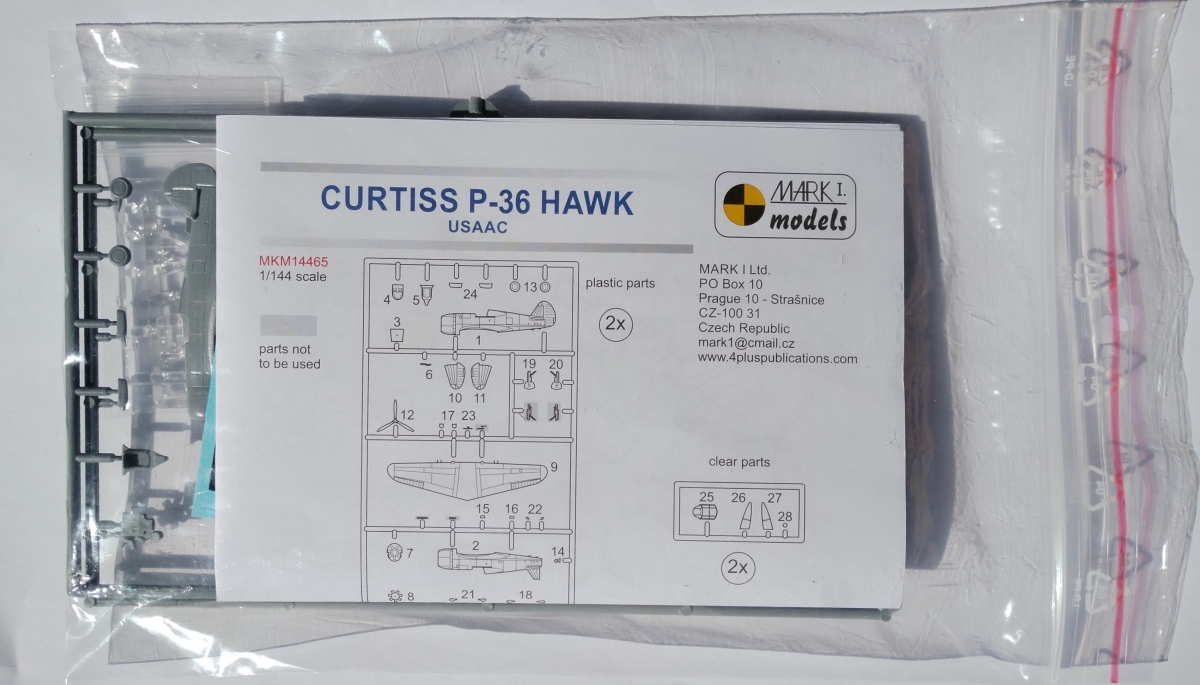 CURTISS P-36 HAWK
USAAC
MARK I.
models
MKM14465
1/144 scale
parts not
to be used
plastic parts
2x
MARK I Ltd.
PO Box 10
Prague 10 - Strašnice
CZ-100 31
Czech Republic
mark1@cmail.cz
www.4pluspublications.com
4
5
24
13
3
1
6
10
11
19
20
12
17
23
9
15
16
22
7
2
14
8
21
18
clear parts
25
26
27
28
2x